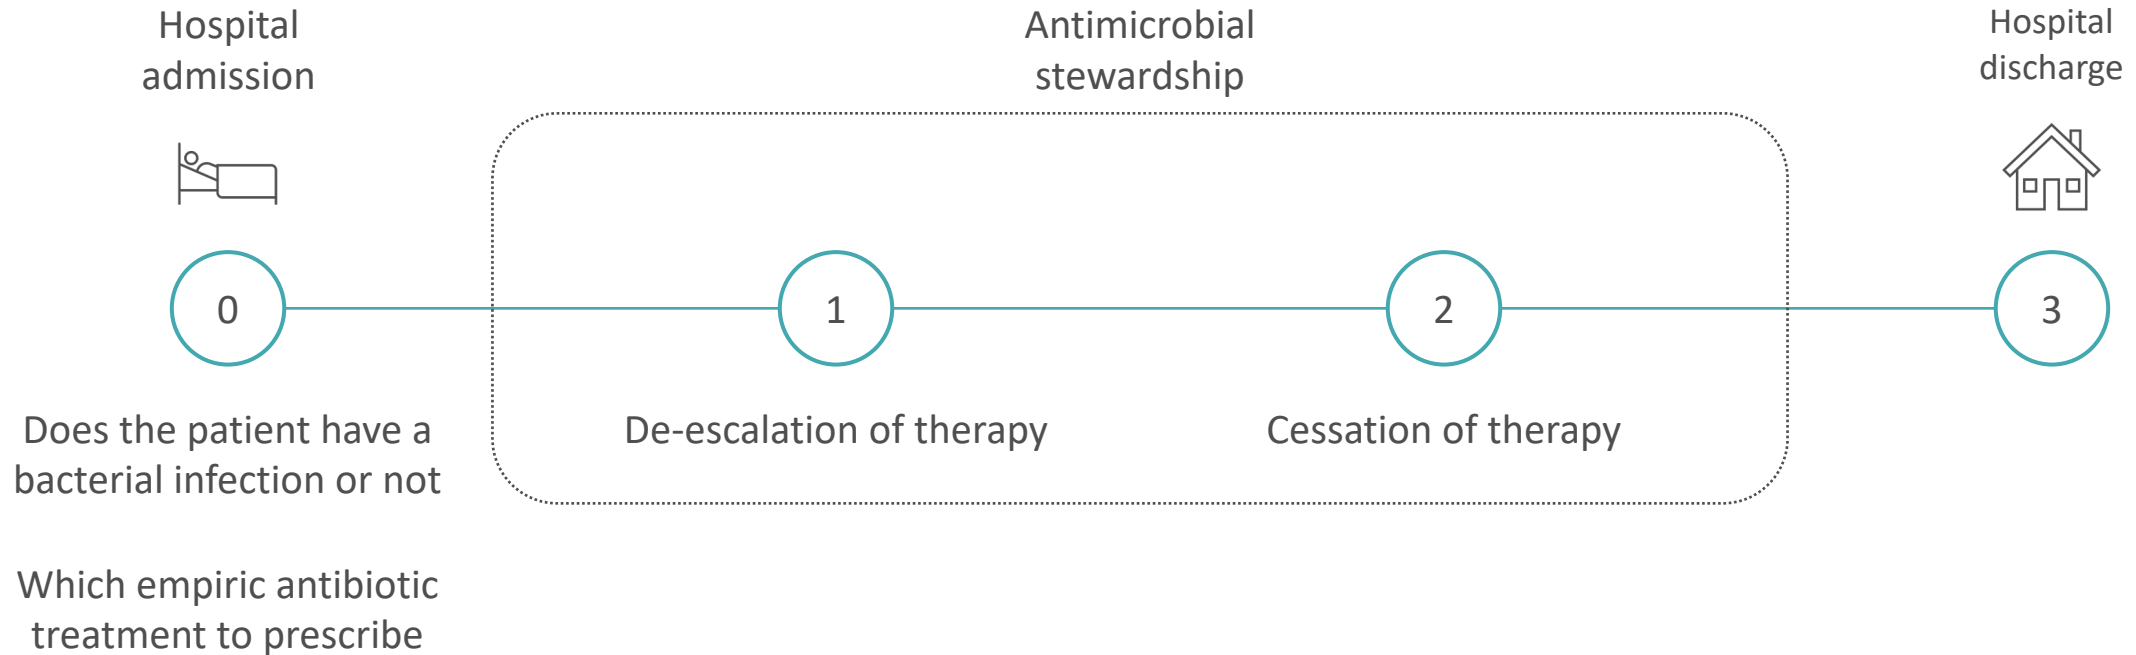 Hospital
admission
Antimicrobial
stewardship
Hospital
discharge
0
1
2
3
Does the patient have a
bacterial infection or not
De-escalation of therapy
Cessation of therapy
Which empiric antibiotic
treatment to prescribe